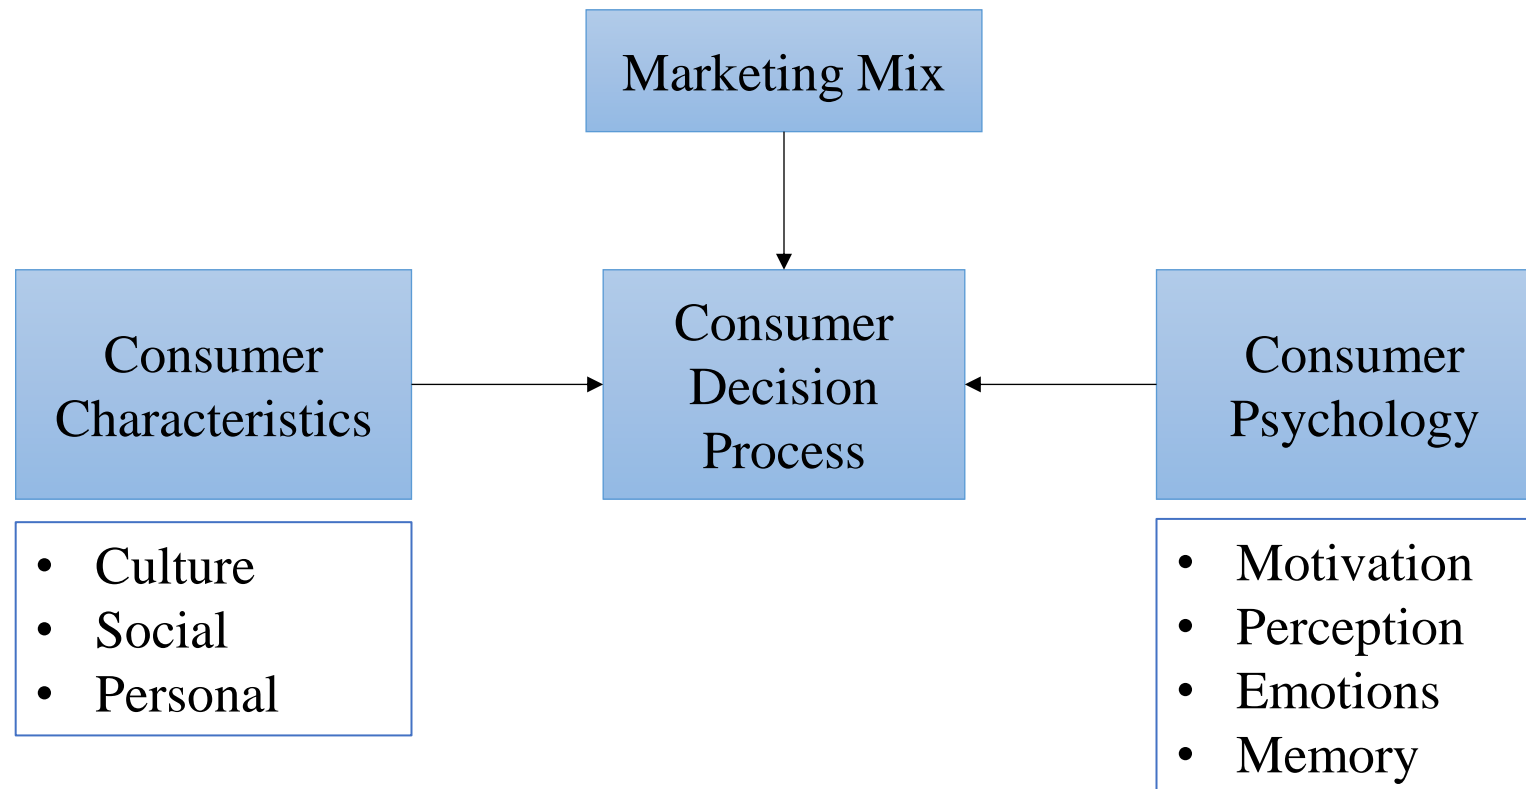 Marketing Mix
Consumer
Characteristics
Consumer
Decision
Process
Consumer
Psychology
• Culture
• Social
• Personal
• Motivation
• Perception
• Emotions
• Memory